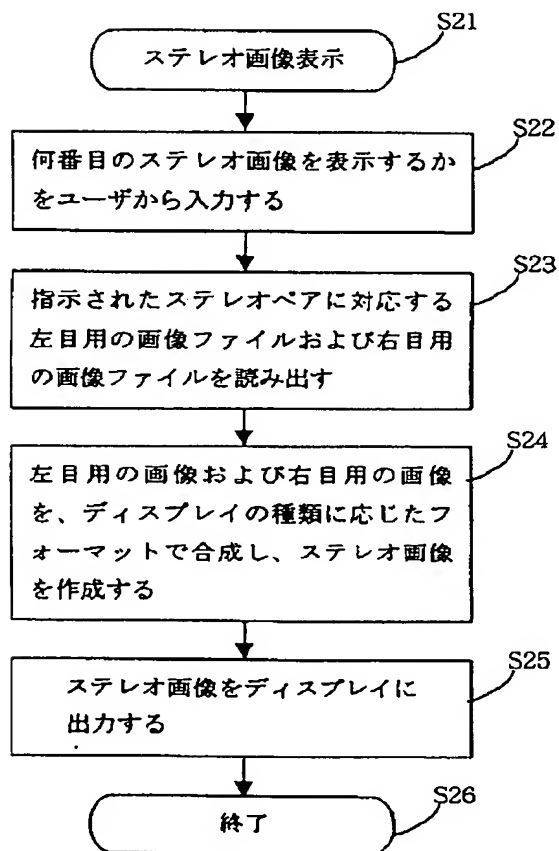 S21
ステレオ画像表示
S22
何番目のステレオ画像を表示するか
をユーザから入力する
S23
指示されたステレオペアに対応する
左目用の画像ファイルおよび右目用
の画像ファイルを読み出す
S24
左目用の画像および右目用の画像
を、ディスプレイの種類に応じたフ
ォーマットで合成し、ステレオ画像
を作成する
S25
ステレオ画像をディスプレイに
出力する
S26
終了